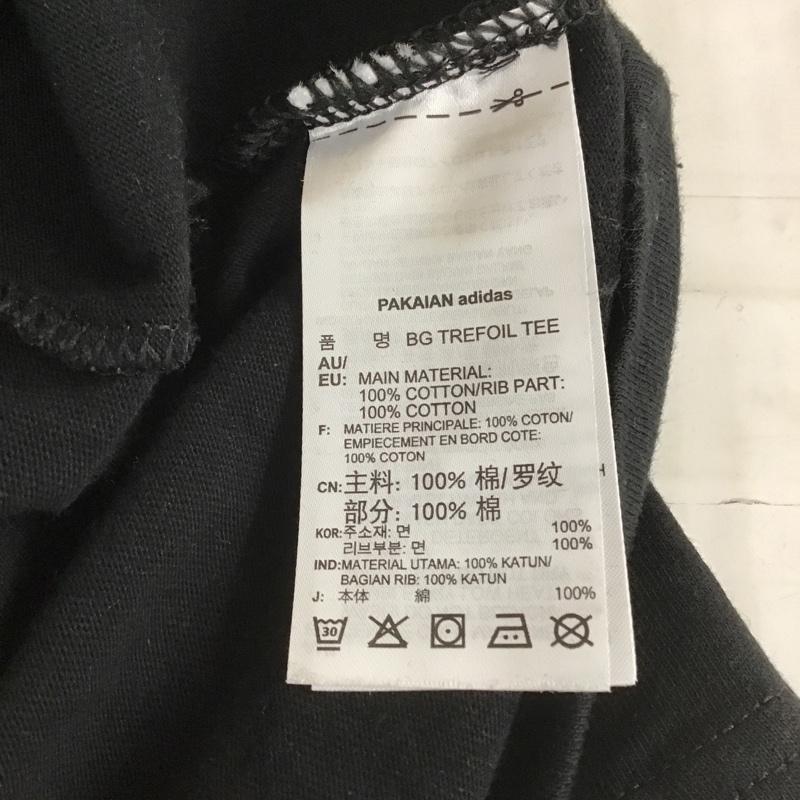 PAKAIAN adidas
품 명 BG TREFOIL TEE
AU/
EU: MAIN MATERIAL:
100% COTTON/RIB PART:
100% COTTON
F: MATIERE PRINCIPALE: 100% COTON/
EMPIECEMENT EN BORD COTE:
100% COTON
CN:主料: 100% 棉/罗纹
部分: 100% 棉
KOR:주소재: 면 100%
리브부분: 면 100%
IND:MATERIAL UTAMA: 100% KATUN/
BAGIAN RIB: 100% KATUN
J: 本体 綿 100%
30